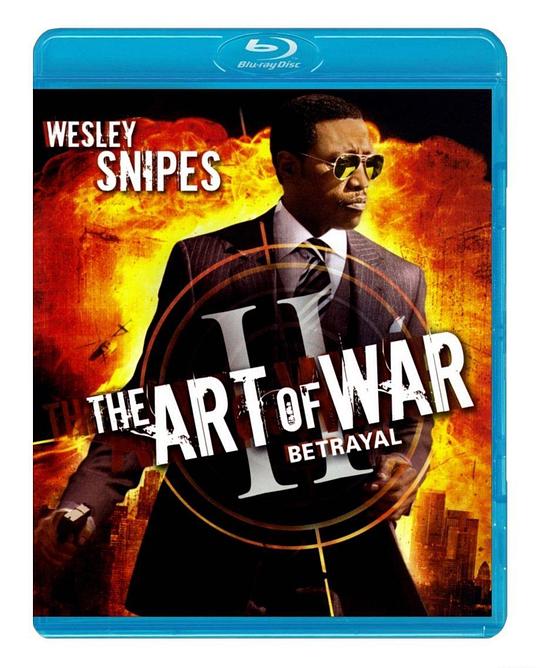 Blu-ray Disc
WESLEY
SNIPES
II
THE ART OF WAR
BETRAYAL